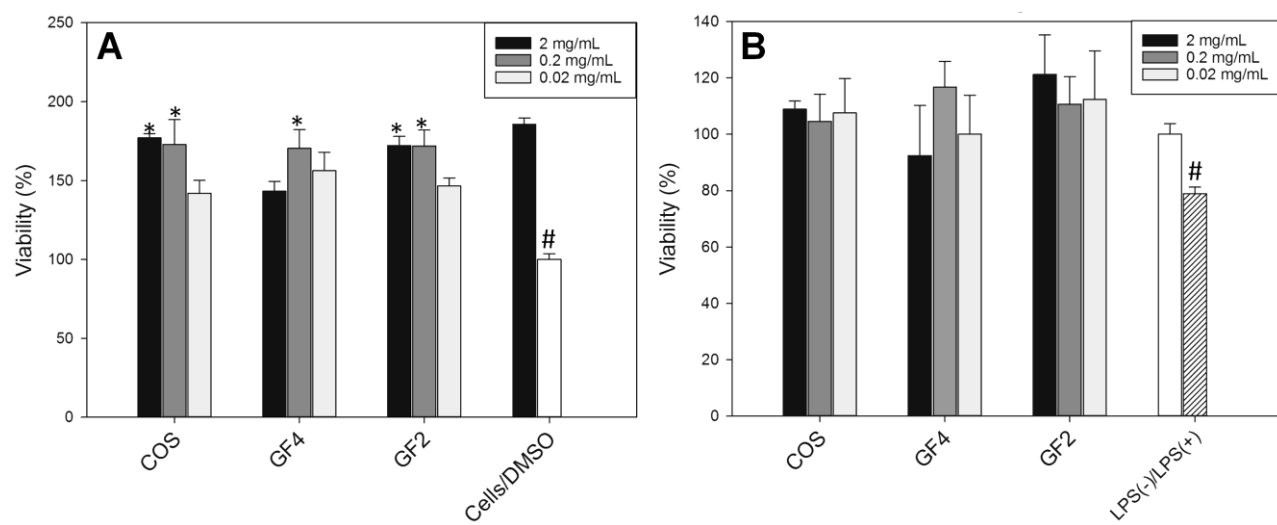 A
Viability (%)
250
200
150
100
50
0
2 mg/mL
0.2 mg/mL
0.02 mg/mL
* * * * *
#
COS
GF4
GF2
Cells/DMSO
B
Viability (%)
140
120
100
80
60
40
20
0
2 mg/mL
0.2 mg/mL
0.02 mg/mL
#
COS
GF4
GF2
LPS(-)/LPS(+)